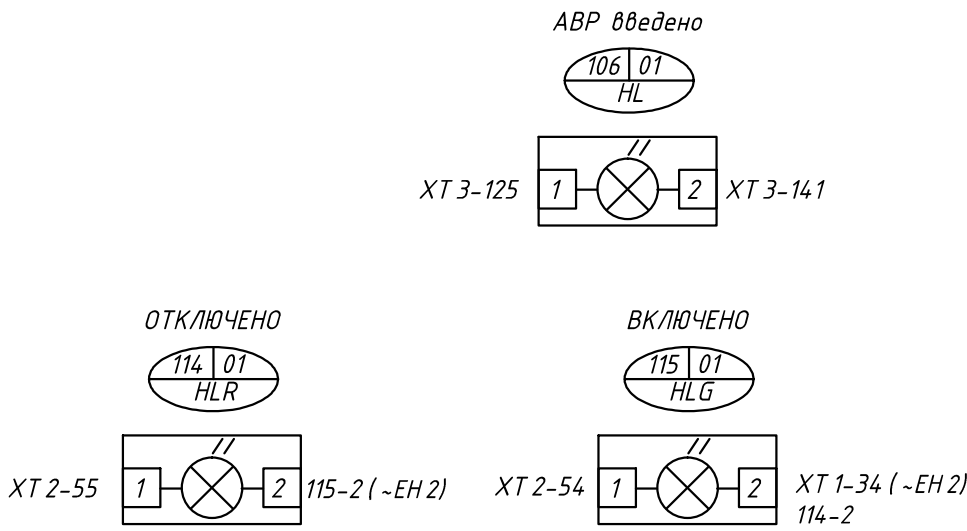 АВР введено
106 01
HL
XT 3-125 1 2 XT 3-141
ОТКЛЮЧЕНО
114 01
HLR
XT 2-55 1 2 115-2 ( ~EH 2)
ВКЛЮЧЕНО
115 01
HLG
XT 2-54 1 2 XT 1-34 ( ~EH 2)
114-2